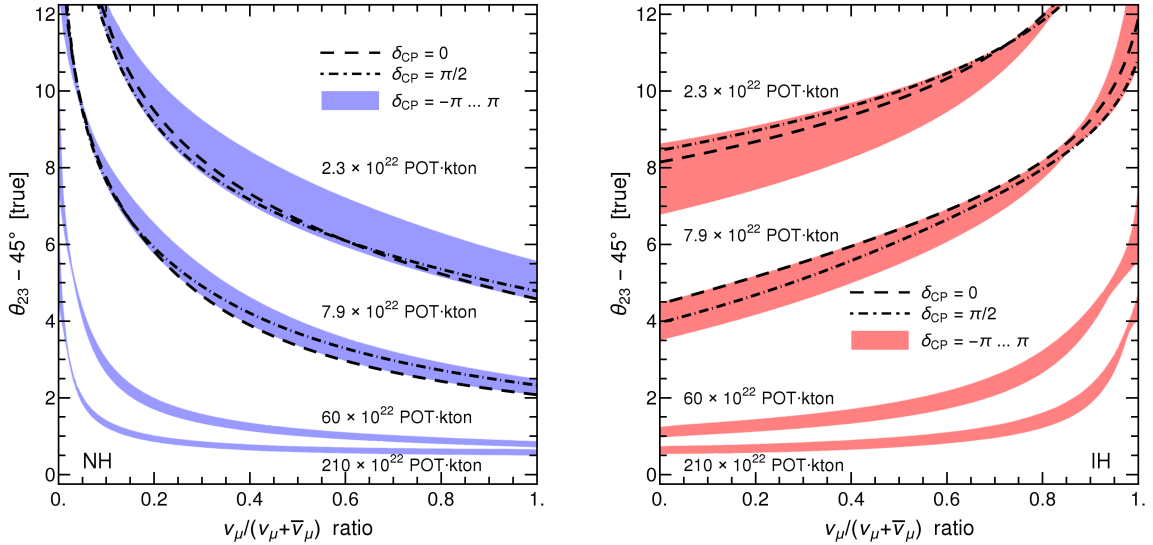 12
10
8
6
4
2
0
θ₂₃ − 45° [true]
δCP = 0
δCP = π/2
δCP = −π ... π
2.3 × 10²² POT·kton
7.9 × 10²² POT·kton
60 × 10²² POT·kton
210 × 10²² POT·kton
NH
0. 0.2 0.4 0.6 0.8 1.
νμ/(νμ+ν̅μ) ratio
12
10
8
6
4
2
0
θ₂₃ − 45° [true]
2.3 × 10²² POT·kton
7.9 × 10²² POT·kton
δCP = 0
δCP = π/2
δCP = −π ... π
60 × 10²² POT·kton
210 × 10²² POT·kton
IH
0. 0.2 0.4 0.6 0.8 1.
νμ/(νμ+ν̅μ) ratio